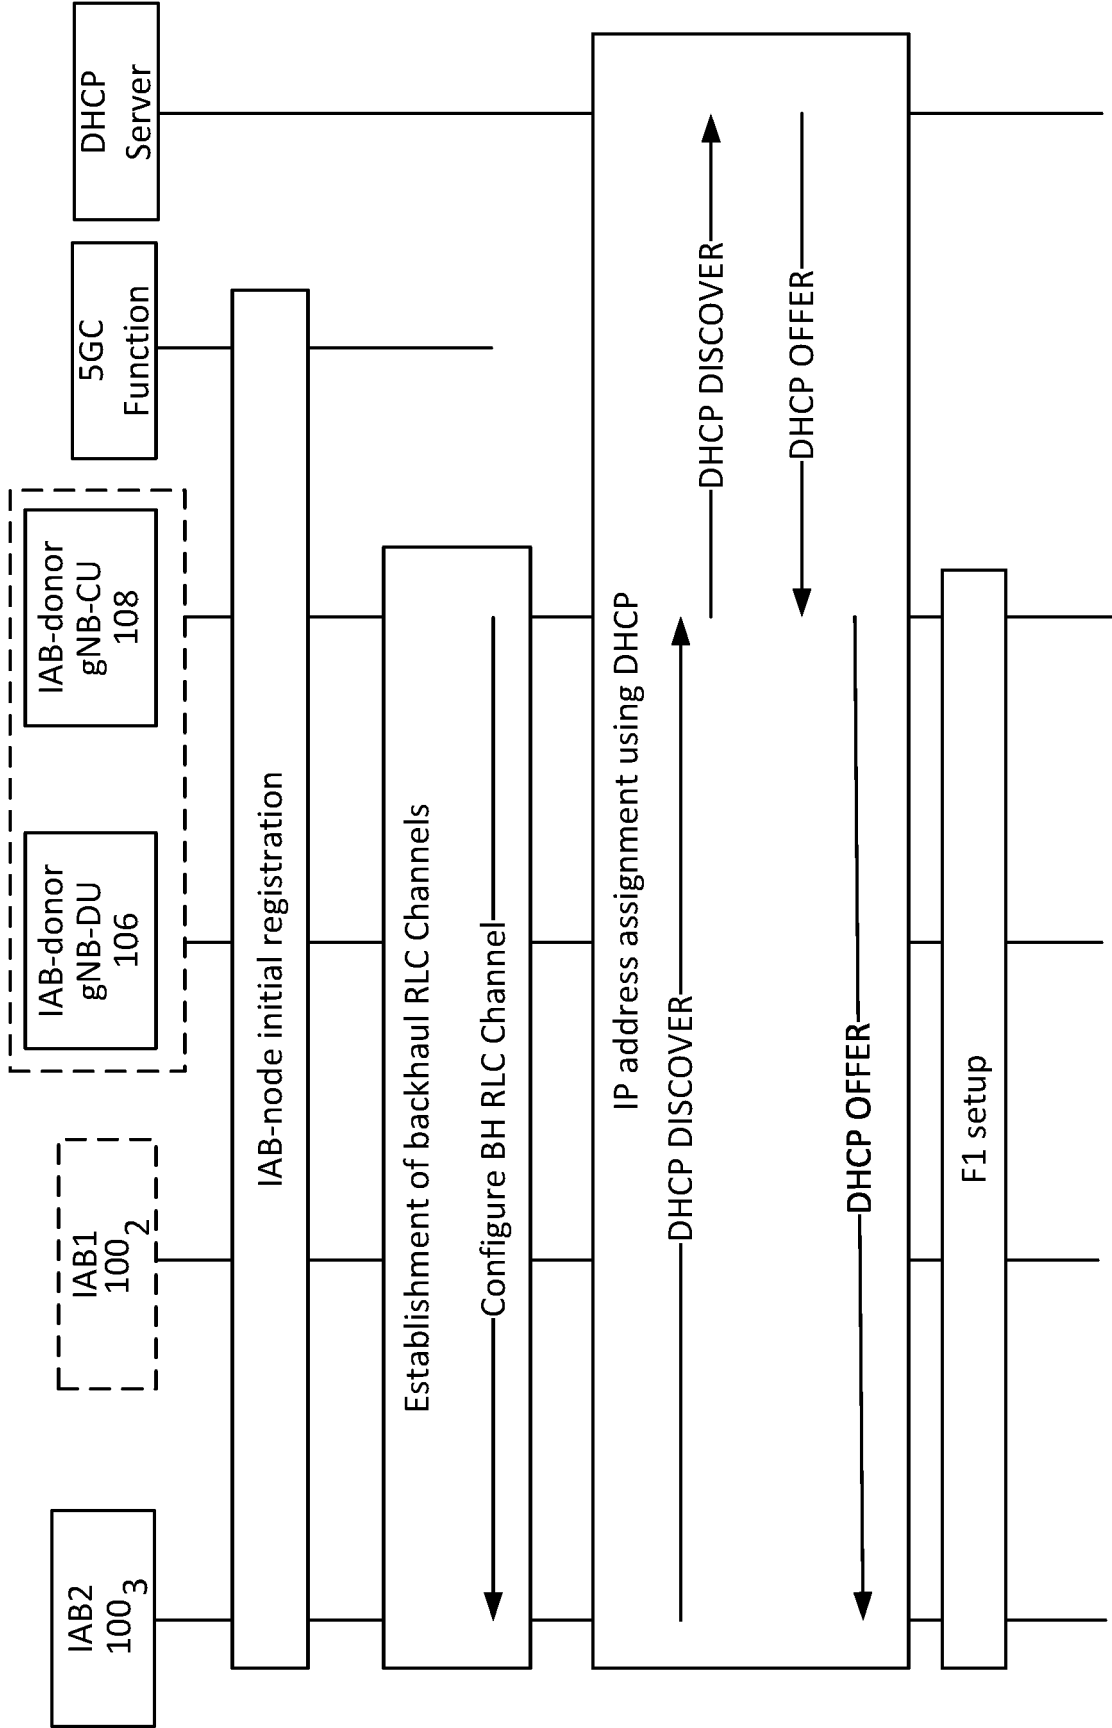 IAB2
100 3
IAB1
100 2
IAB-donor
gNB-DU
106
IAB-donor
gNB-CU
108
5GC
Function
DHCP
Server
IAB-node initial registration
Establishment of backhaul RLC Channels
Configure BH RLC Channel
IP address assignment using DHCP
DHCP DISCOVER
DHCP DISCOVER
DHCP OFFER
DHCP OFFER
F1 setup